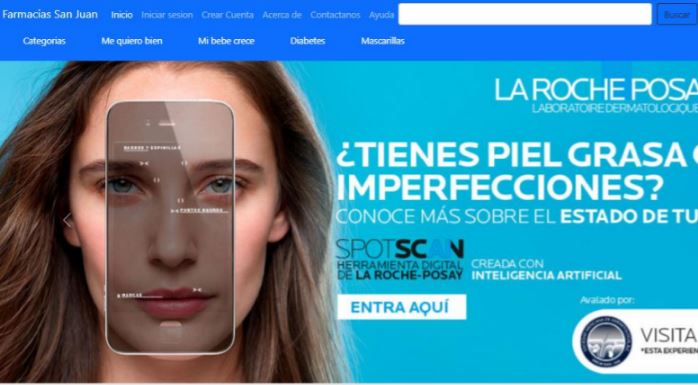 Farmacias San Juan Inicio Iniciar sesion Crear Cuenta Acerca de Contactanos Ayuda Buscar
Categorias Me quiero bien Mi bebe crece Diabetes Mascarillas
LA ROCHE POSA
LABORATOIRE DERMATOLOGIQUE
¿TIENES PIEL GRASA
IMPERFECCIONES?
CONOCE MÁS SOBRE EL ESTADO DE TU
SPOTSCAN
HERRAMIENTA DIGITAL
DE LA ROCHE-POSAY
CREADA CON
INTELIGENCIA ARTIFICIAL
ENTRA AQUÍ
Avalado por:
VISITA
*ESTA EXPERIEN
PUNTOS NEGROS
MARCAS